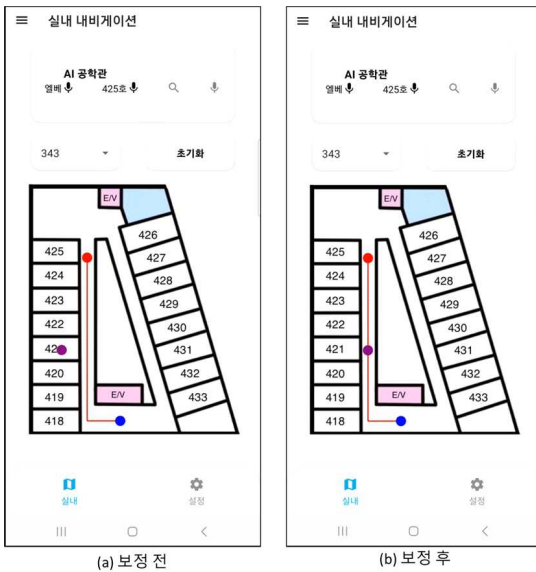 실내 내비게이션
AI 공학관
엘베 425호
343 초기화
E/V
426
425 427
424 428
423 429
422 430
42 431
420 432
419 E/V 433
418
실내 설정
(a) 보정 전
실내 내비게이션
AI 공학관
엘베 425호
343 초기화
E/V
426
425 427
424 428
423 429
422 430
421 431
420 432
419 E/V 433
418
실내 설정
(b) 보정 후